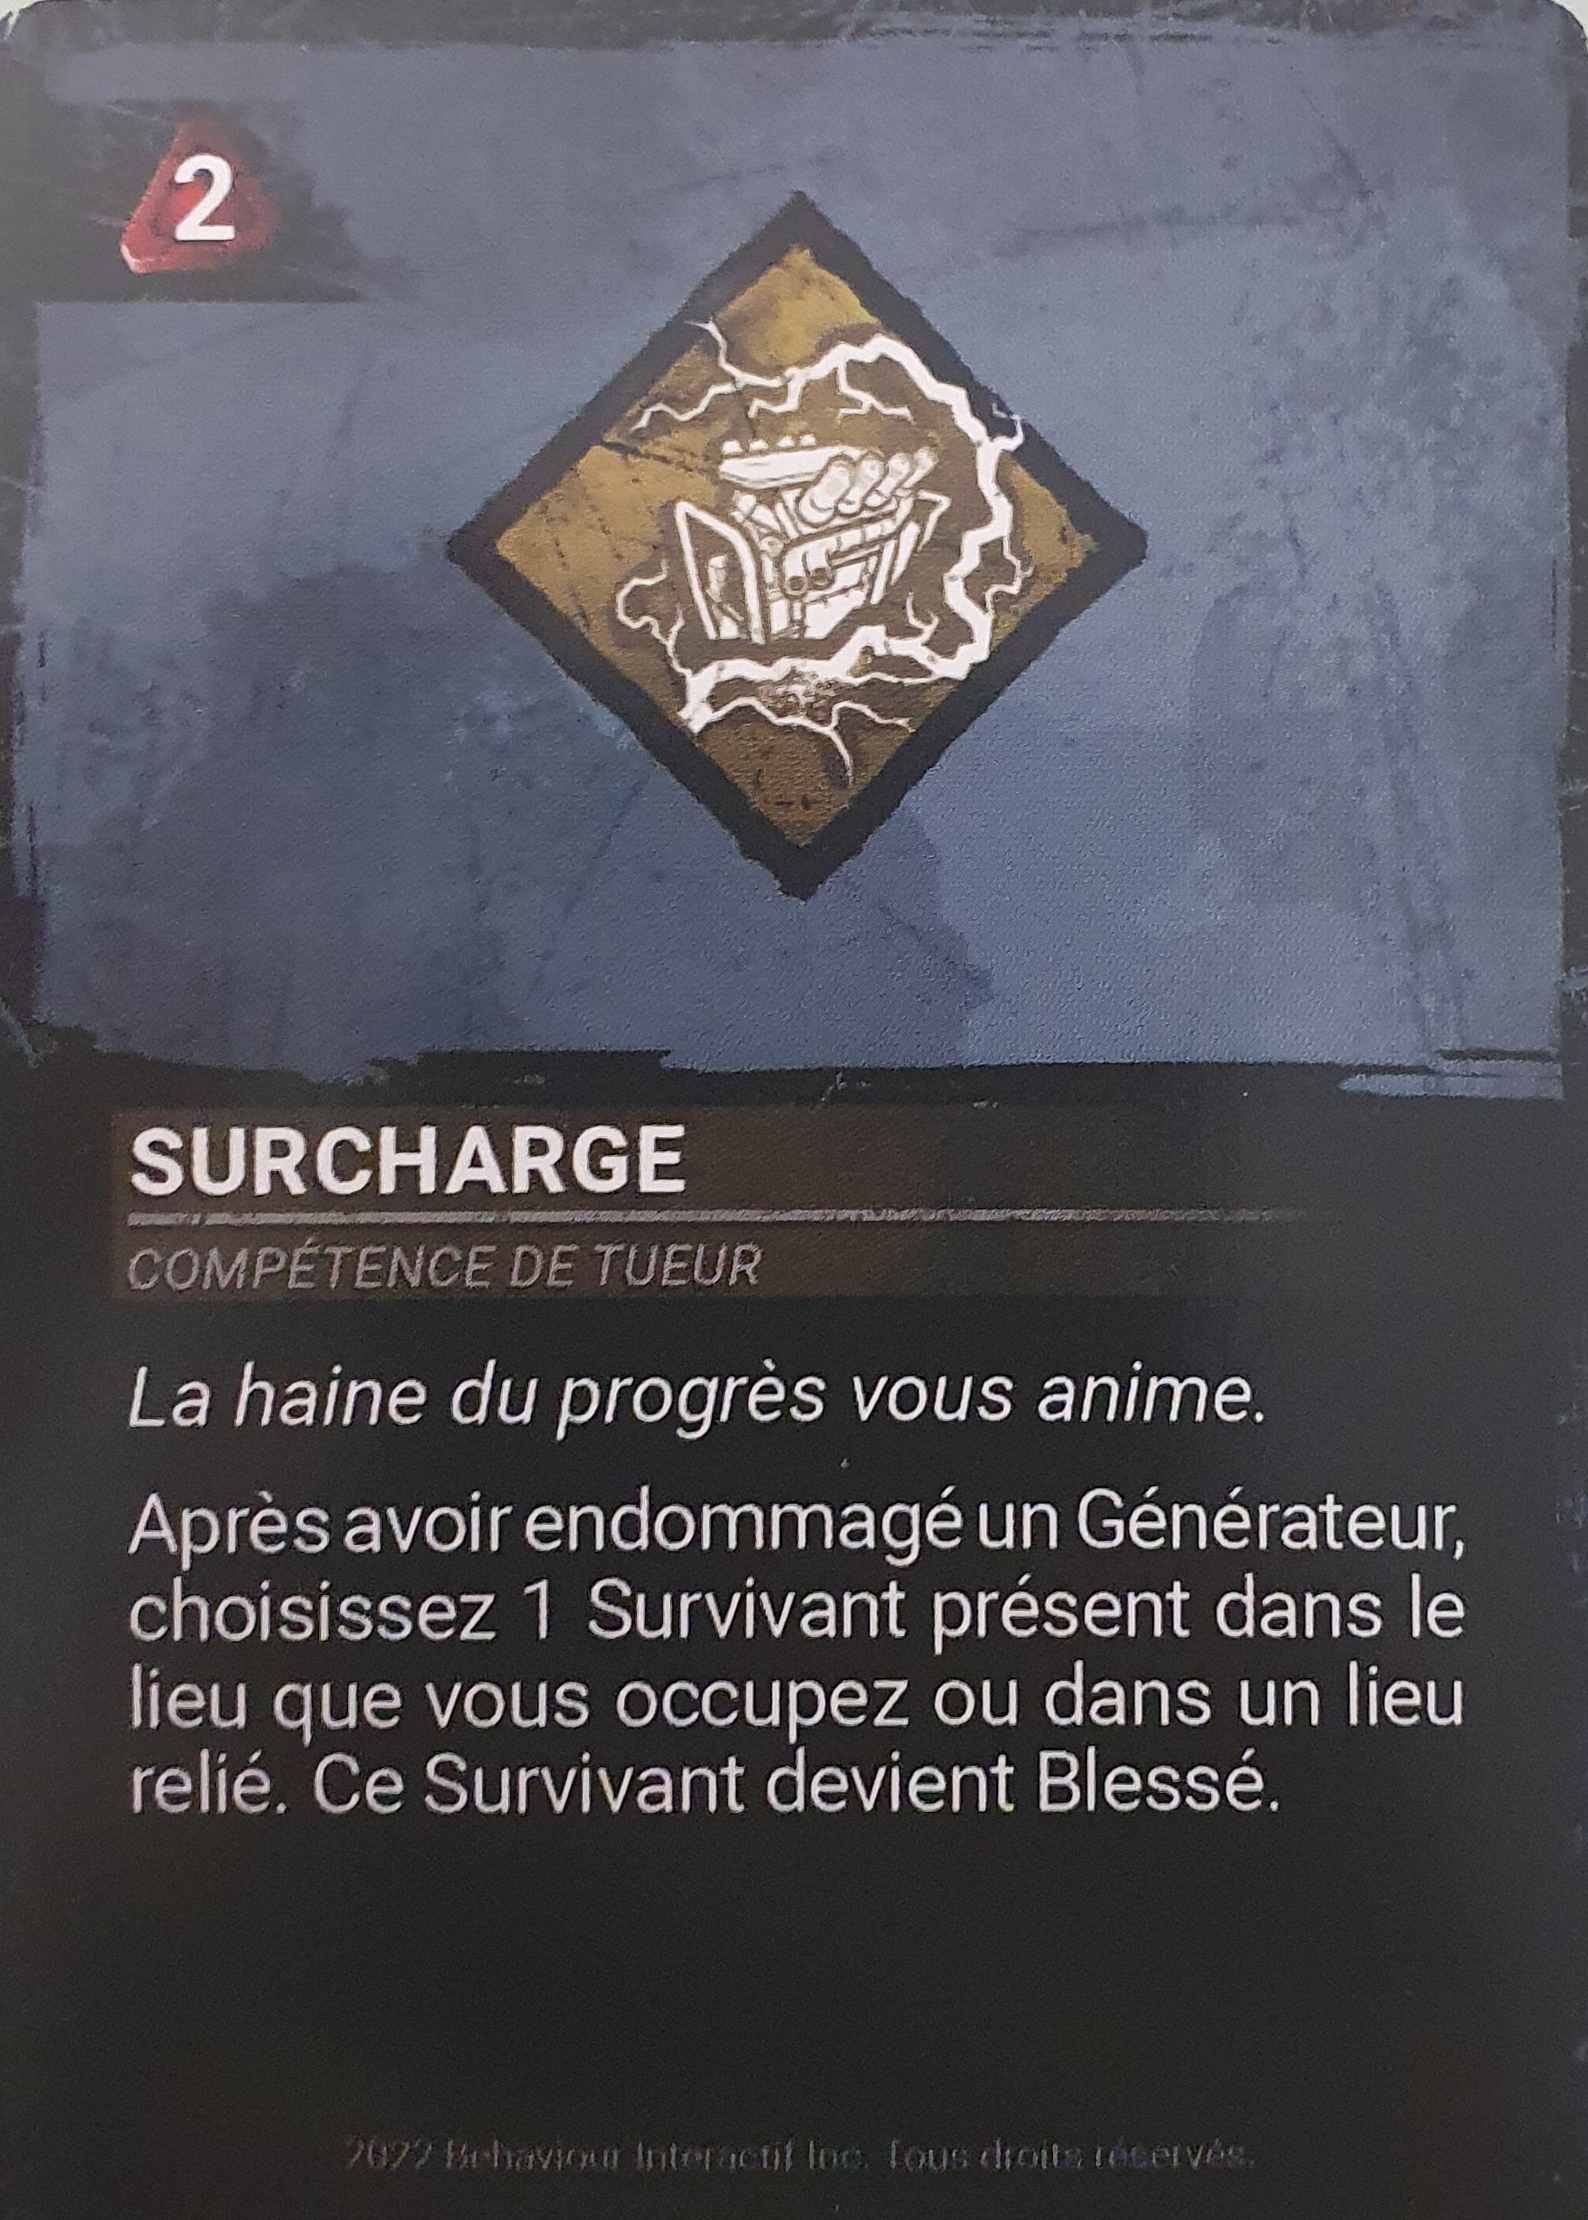 2
SURCHARGE
COMPÉTENCE DE TUEUR
La haine du progrès vous anime.
Après avoir endommagé un Générateur,
choisissez 1 Survivant présent dans le
lieu que vous occupez ou dans un lieu
relié. Ce Survivant devient Blessé.
2022 Behaviour Interactif Inc. Tous droits réservés.